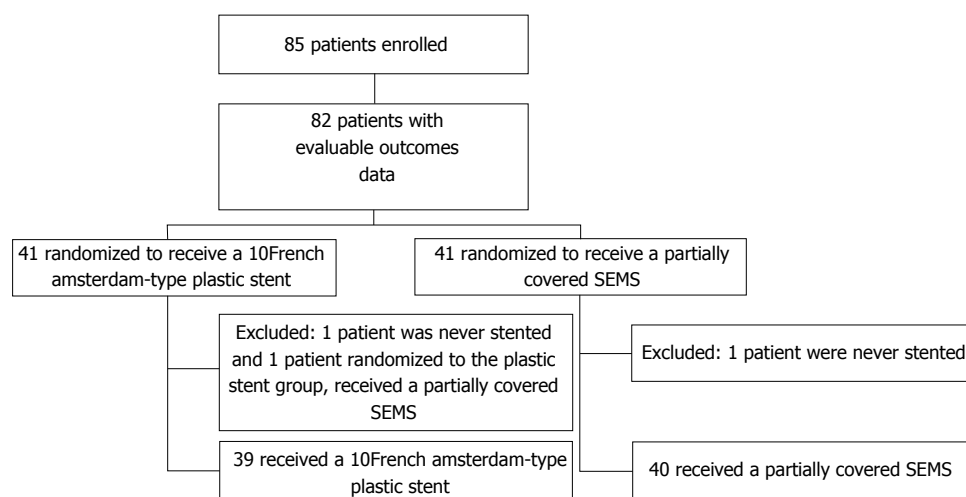 85 patients enrolled
82 patients with
evaluable outcomes
data
41 randomized to receive a 10French
amsterdam-type plastic stent
41 randomized to receive a partially
covered SEMS
Excluded: 1 patient was never stented
and 1 patient randomized to the plastic
stent group, received a partially covered
SEMS
Excluded: 1 patient were never stented
39 received a 10French amsterdam-type
plastic stent
40 received a partially covered SEMS